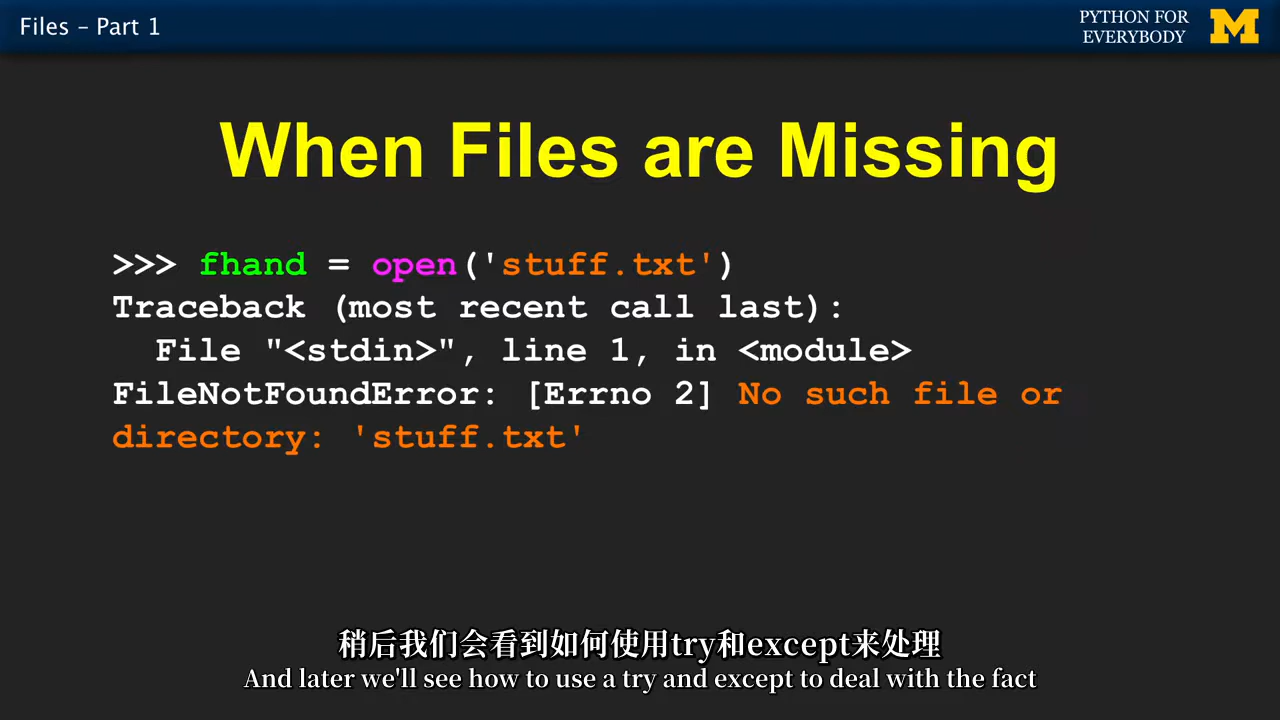 Files – Part 1
PYTHON FOR
EVERYBODY
M
When Files are Missing
>>> fhand = open('stuff.txt')
Traceback (most recent call last):
  File "<stdin>", line 1, in <module>
FileNotFoundError: [Errno 2] No such file or
directory: 'stuff.txt'
稍后我们会看到如何使用try和except来处理
And later we'll see how to use a try and except to deal with the fact